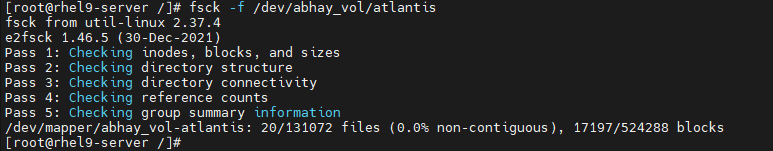 [root@rhel9-server /]# fsck -f /dev/abhay_vol/atlantis
fsck from util-linux 2.37.4
e2fsck 1.46.5 (30-Dec-2021)
Pass 1: Checking inodes, blocks, and sizes
Pass 2: Checking directory structure
Pass 3: Checking directory connectivity
Pass 4: Checking reference counts
Pass 5: Checking group summary information
/dev/mapper/abhay_vol-atlantis: 20/131072 files (0.0% non-contiguous), 17197/524288 blocks
[root@rhel9-server /]#